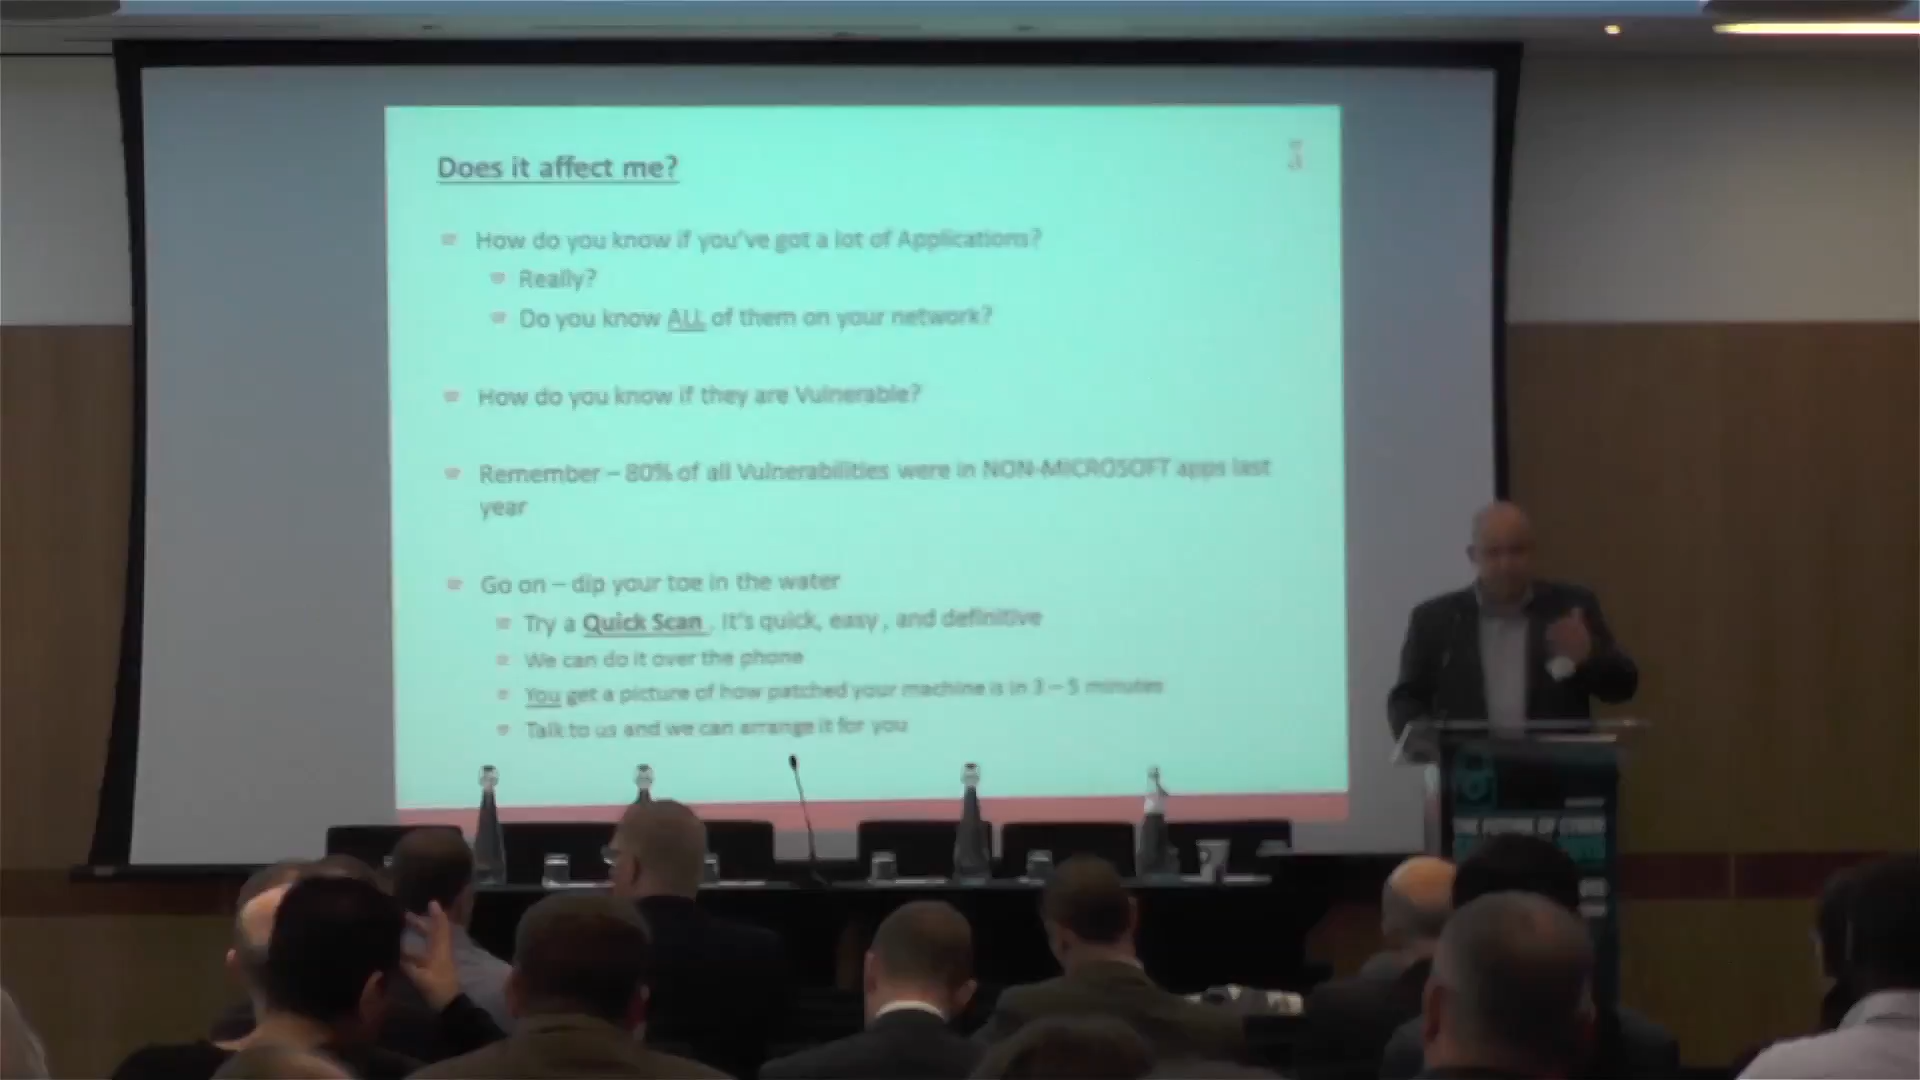 Does it affect me?
How do you know if you've got a lot of Applications?
Really?
Do you know ALL of them on your network?
How do you know if they are Vulnerable?
Remember – 80% of all Vulnerabilities were in NON-MICROSOFT apps last
year
Go on – dip your toe in the water
Try a Quick Scan , It's quick, easy , and definitive
We can do it over the phone
You get a picture of how patched your machine is in 3 – 5 minutes
Talk to us and we can arrange it for you
THE FUTURE OF CYBER